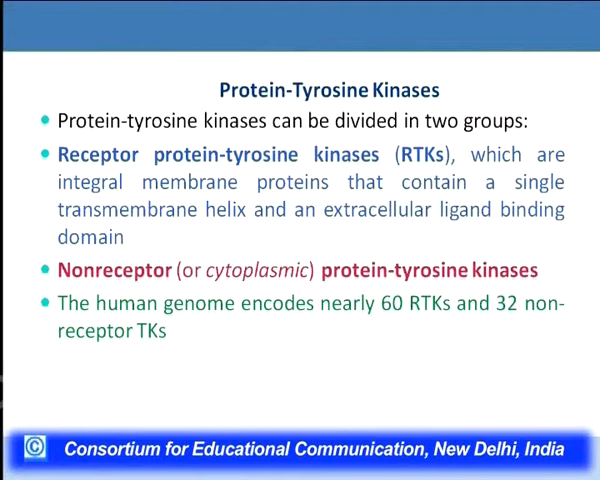 Protein-Tyrosine Kinases
• Protein-tyrosine kinases can be divided in two groups:
• Receptor protein-tyrosine kinases (RTKs), which are
integral membrane proteins that contain a single
transmembrane helix and an extracellular ligand binding
domain
• Nonreceptor (or cytoplasmic) protein-tyrosine kinases
• The human genome encodes nearly 60 RTKs and 32 non-
receptor TKs
© Consortium for Educational Communication, New Delhi, India